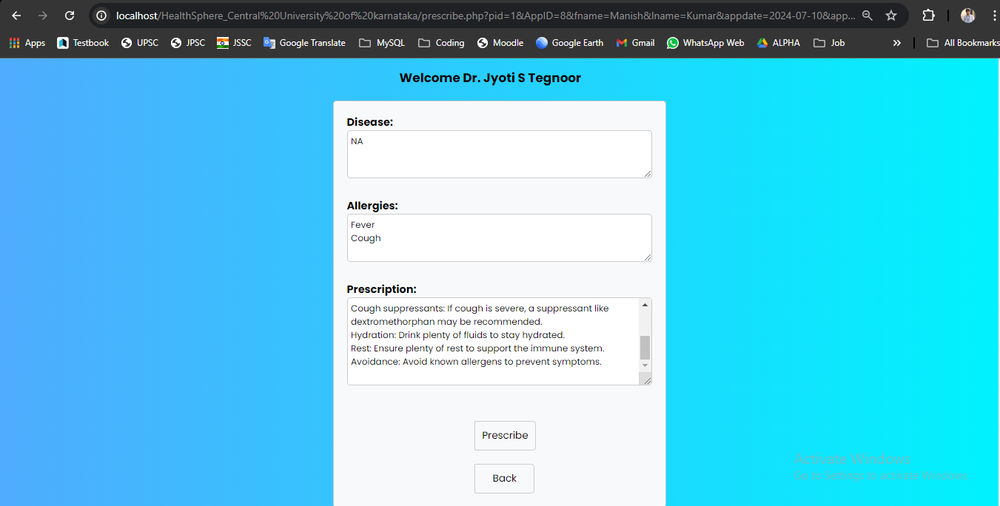 localhost/HealthSphere_Central%20University%20of%20karnataka/prescribe.php?pid=1&AppID=8&fname=Manish&lname=Kumar&appdate=2024-07-10&app...
Apps Testbook UPSC JPSC JSSC Google Translate MySQL Coding Moodle Google Earth Gmail WhatsApp Web ALPHA Job » All Bookmarks
Welcome Dr. Jyoti S Tegnoor
Disease:
NA
Allergies:
Fever
Cough
Prescription:
Cough suppressants: If cough is severe, a suppressant like
dextromethorphan may be recommended.
Hydration: Drink plenty of fluids to stay hydrated.
Rest: Ensure plenty of rest to support the immune system.
Avoidance: Avoid known allergens to prevent symptoms.
Prescribe
Back
Activate Windows
Go to Settings to activate Windows.